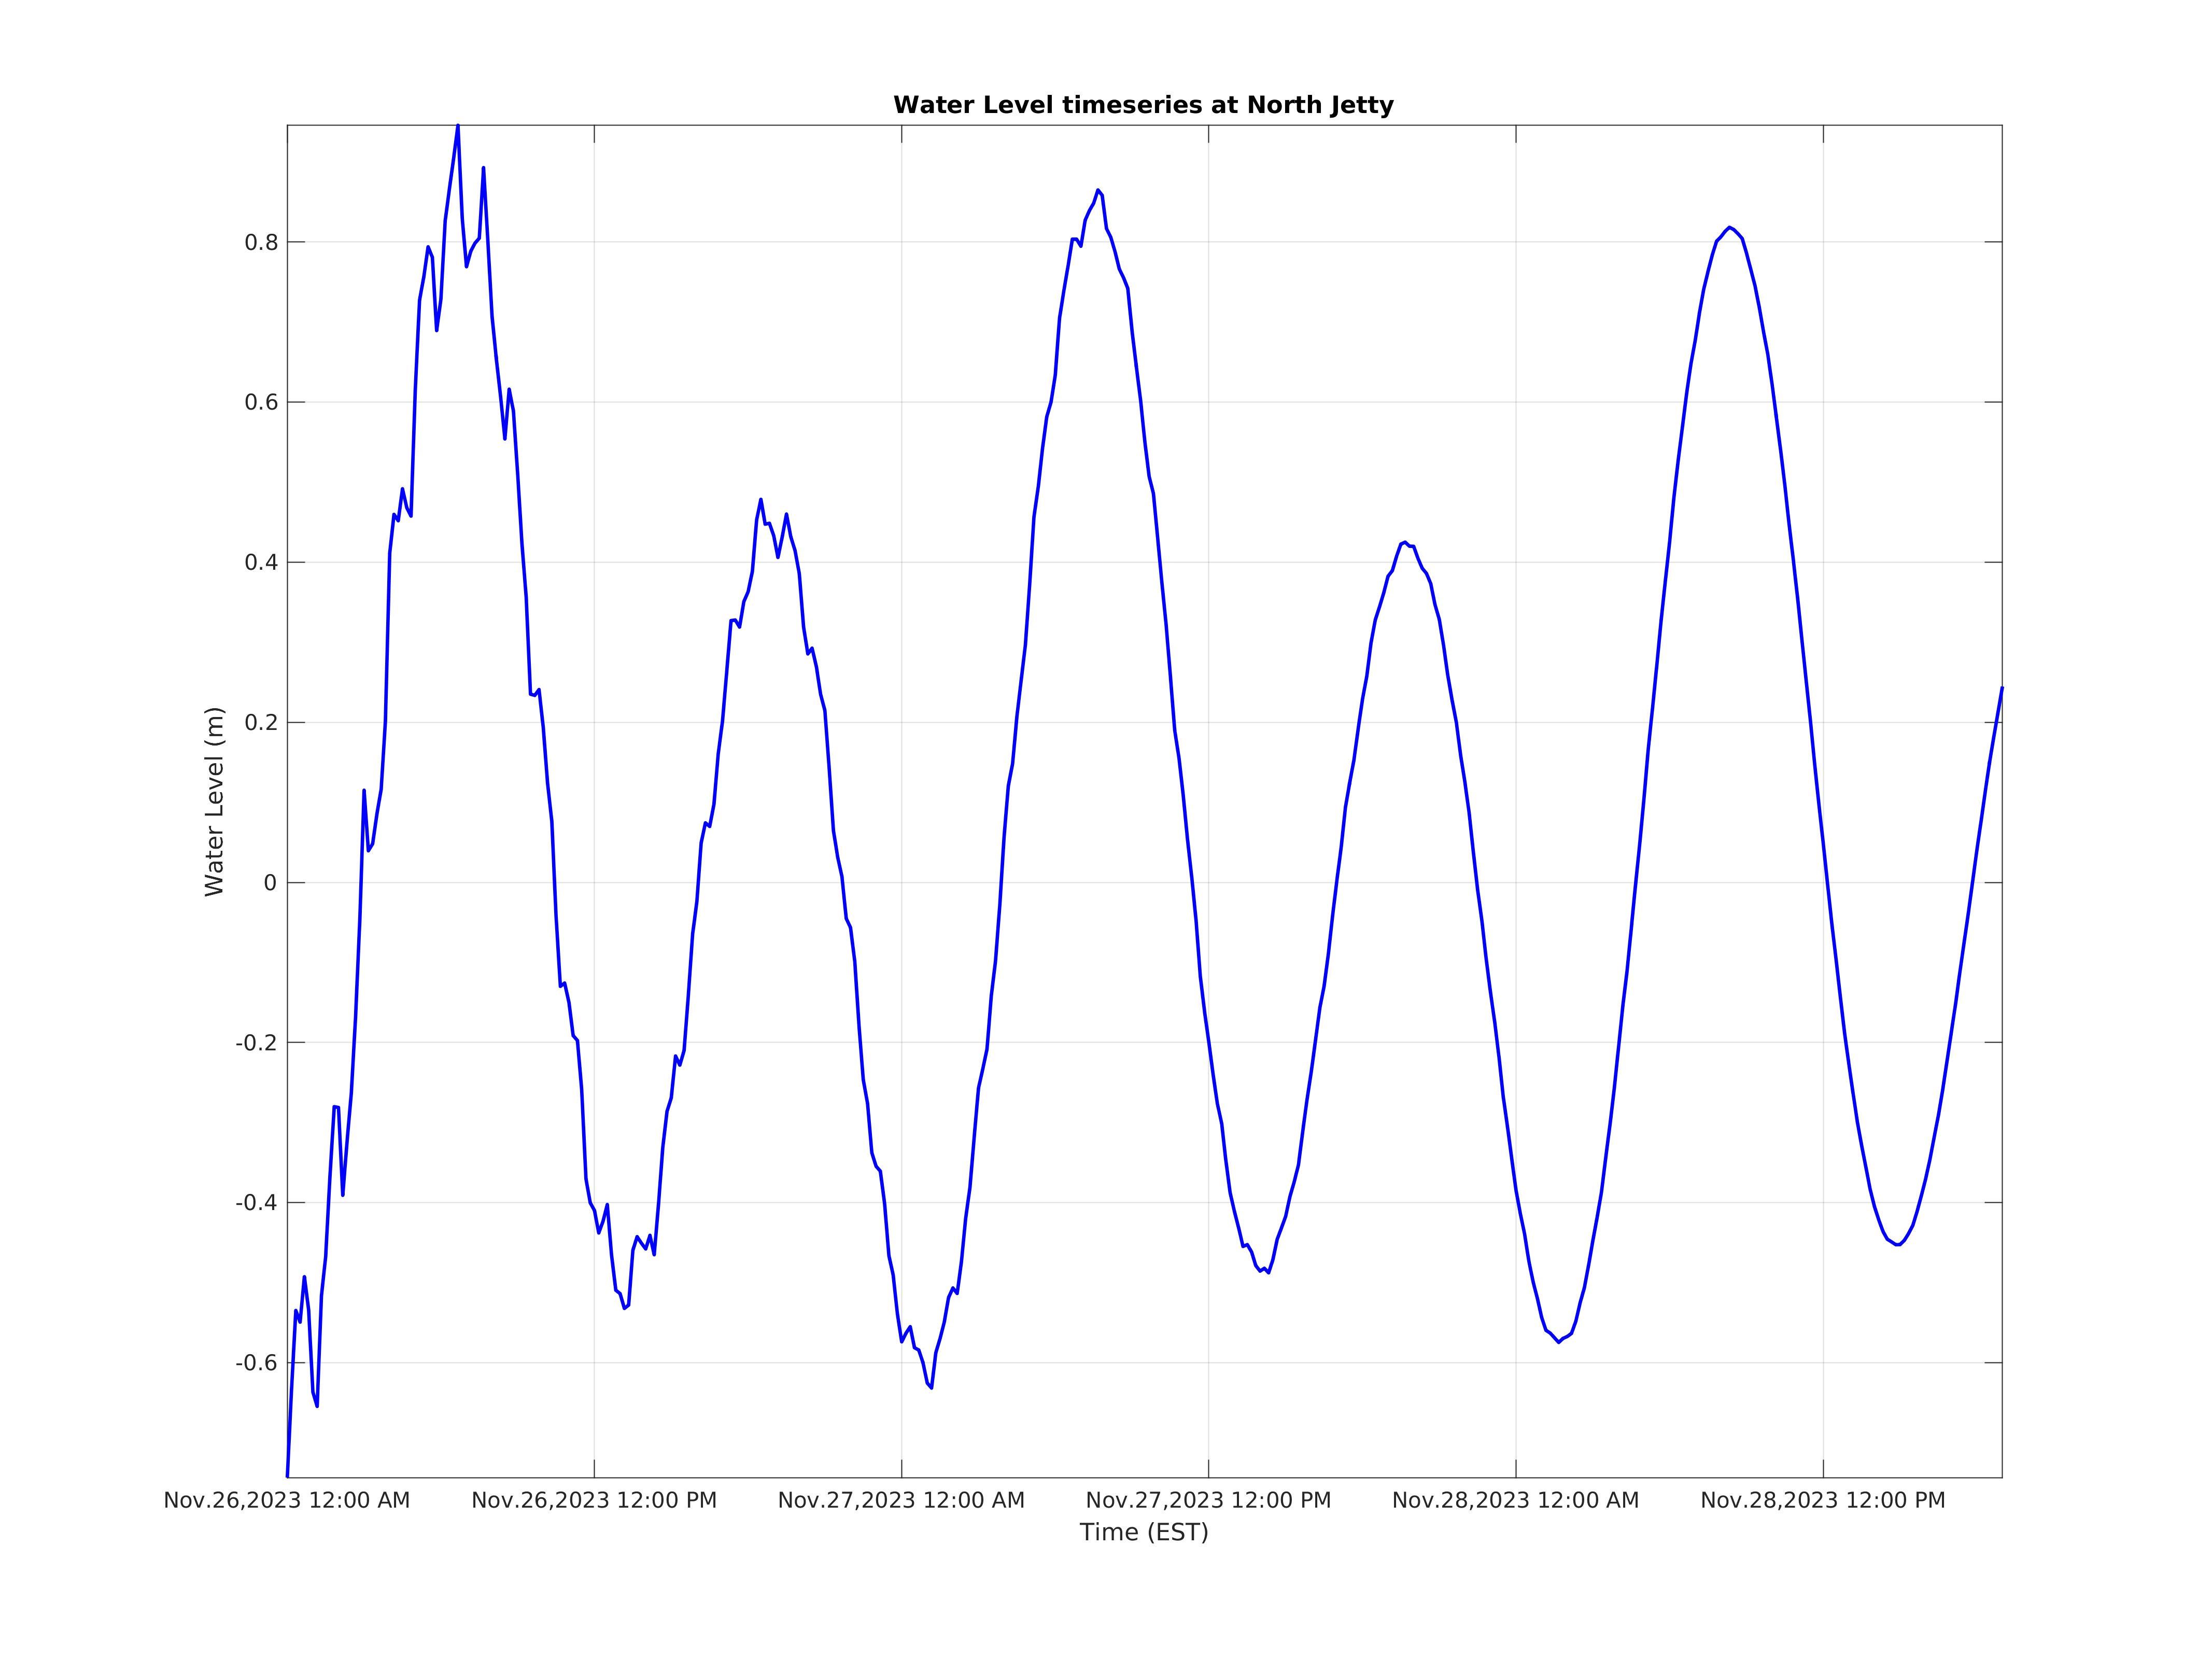 Water Level timeseries at North Jetty
0.8
0.6
0.4
0.2
0
-0.2
-0.4
-0.6
Water Level (m)
Nov.26,2023 12:00 AM Nov.26,2023 12:00 PM Nov.27,2023 12:00 AM Nov.27,2023 12:00 PM Nov.28,2023 12:00 AM Nov.28,2023 12:00 PM
Time (EST)